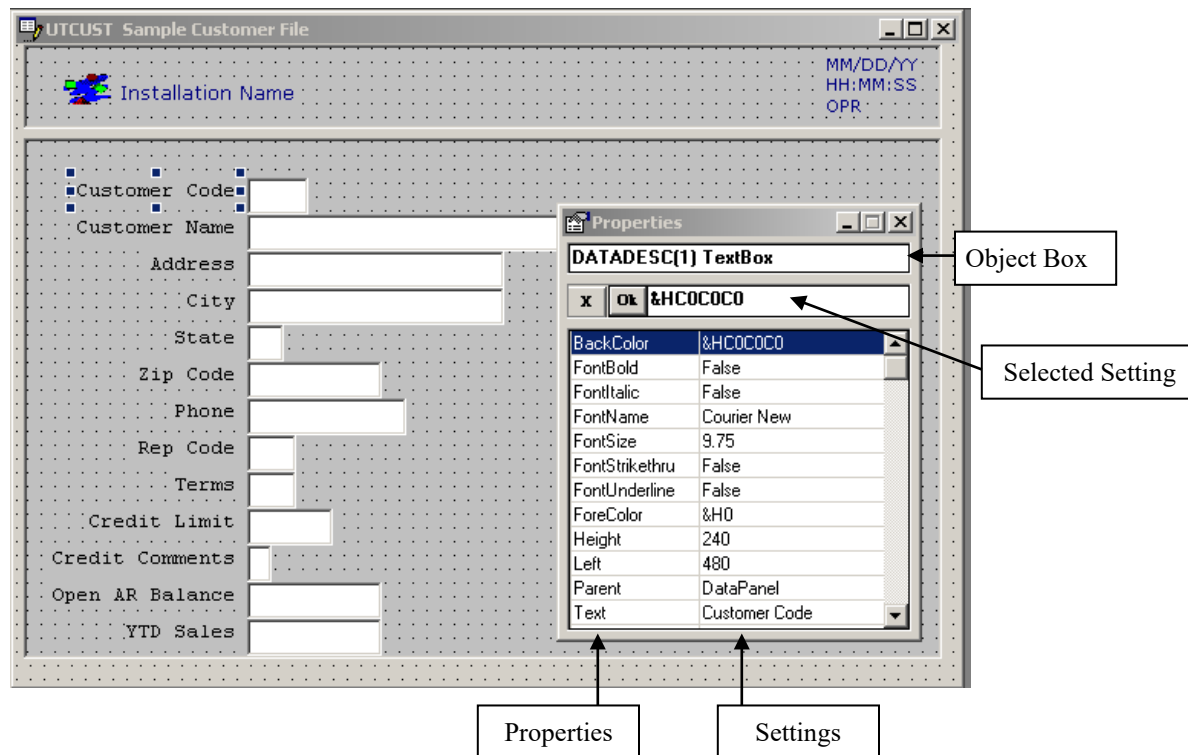 UTCUST Sample Customer File
Installation Name
MM/DD/YY
HH:MM:SS
OPR
Customer Code
Customer Name
Address
City
State
Zip Code
Phone
Rep Code
Terms
Credit Limit
Credit Comments
Open AR Balance
YTD Sales
Properties
DATADESC(1) TextBox
X Ok &HC0C0C0
BackColor &HC0C0C0
FontBold False
FontItalic False
FontName Courier New
FontSize 9.75
FontStrikethru False
FontUnderline False
ForeColor &H0
Height 240
Left 480
Parent DataPanel
Text Customer Code
Object Box
Selected Setting
Properties
Settings